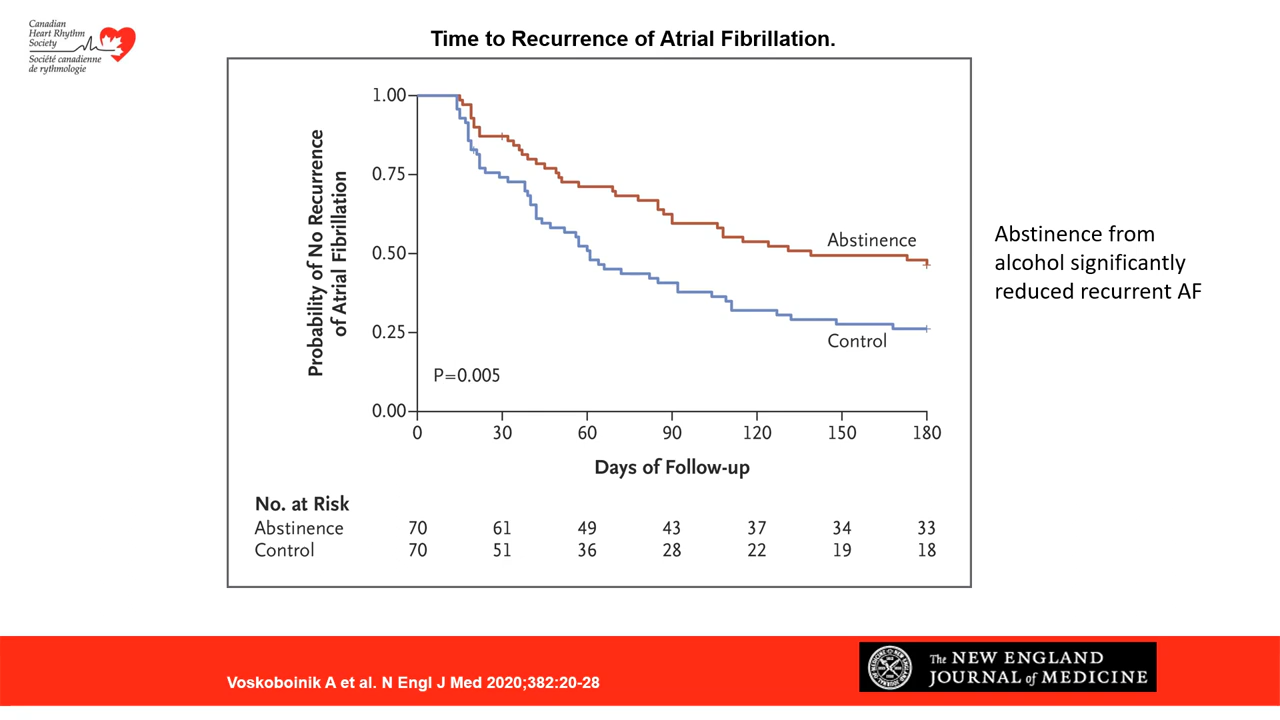 Canadian
Heart Rhythm
Society
Société canadienne
de rythmologie
Time to Recurrence of Atrial Fibrillation.
Probability of No Recurrence
of Atrial Fibrillation
1.00
0.75
0.50
0.25
0.00
Abstinence
Control
P=0.005
0 30 60 90 120 150 180
Days of Follow-up
No. at Risk
Abstinence 70 61 49 43 37 34 33
Control 70 51 36 28 22 19 18
Abstinence from
alcohol significantly
reduced recurrent AF
Voskoboinik A et al. N Engl J Med 2020;382:20-28
The NEW ENGLAND
JOURNAL of MEDICINE